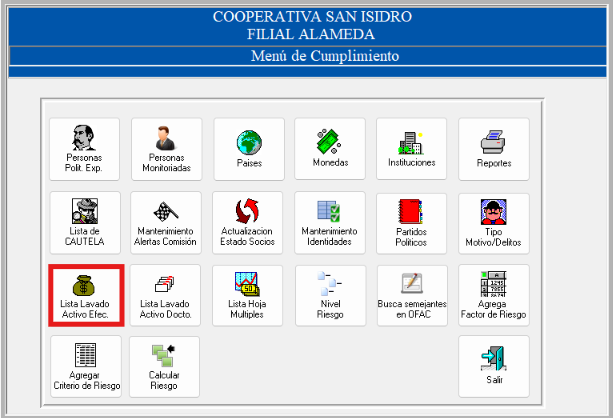 COOPERATIVA SAN ISIDRO
FILIAL ALAMEDA
Menú de Cumplimiento
Personas
Polit. Exp.
Personas
Monitoriadas
Paises
Monedas
Instituciones
Reportes
Lista de
CAUTELA
Mantenimiento
Alertas Comisión
Actualizacion
Estado Socios
Mantenimiento
Identidades
Partidos
Politicos
Tipo
Motivo/Delitos
Lista Lavado
Activo Efec.
Lista Lavado
Activo Docto.
Lista Hoja
Multiples
Nivel
Riesgo
Busca semejantes
en OFAC
Agrega
Factor de Riesgo
Agregar
Criterio de Riesgo
Calcular
Riesgo
Salir